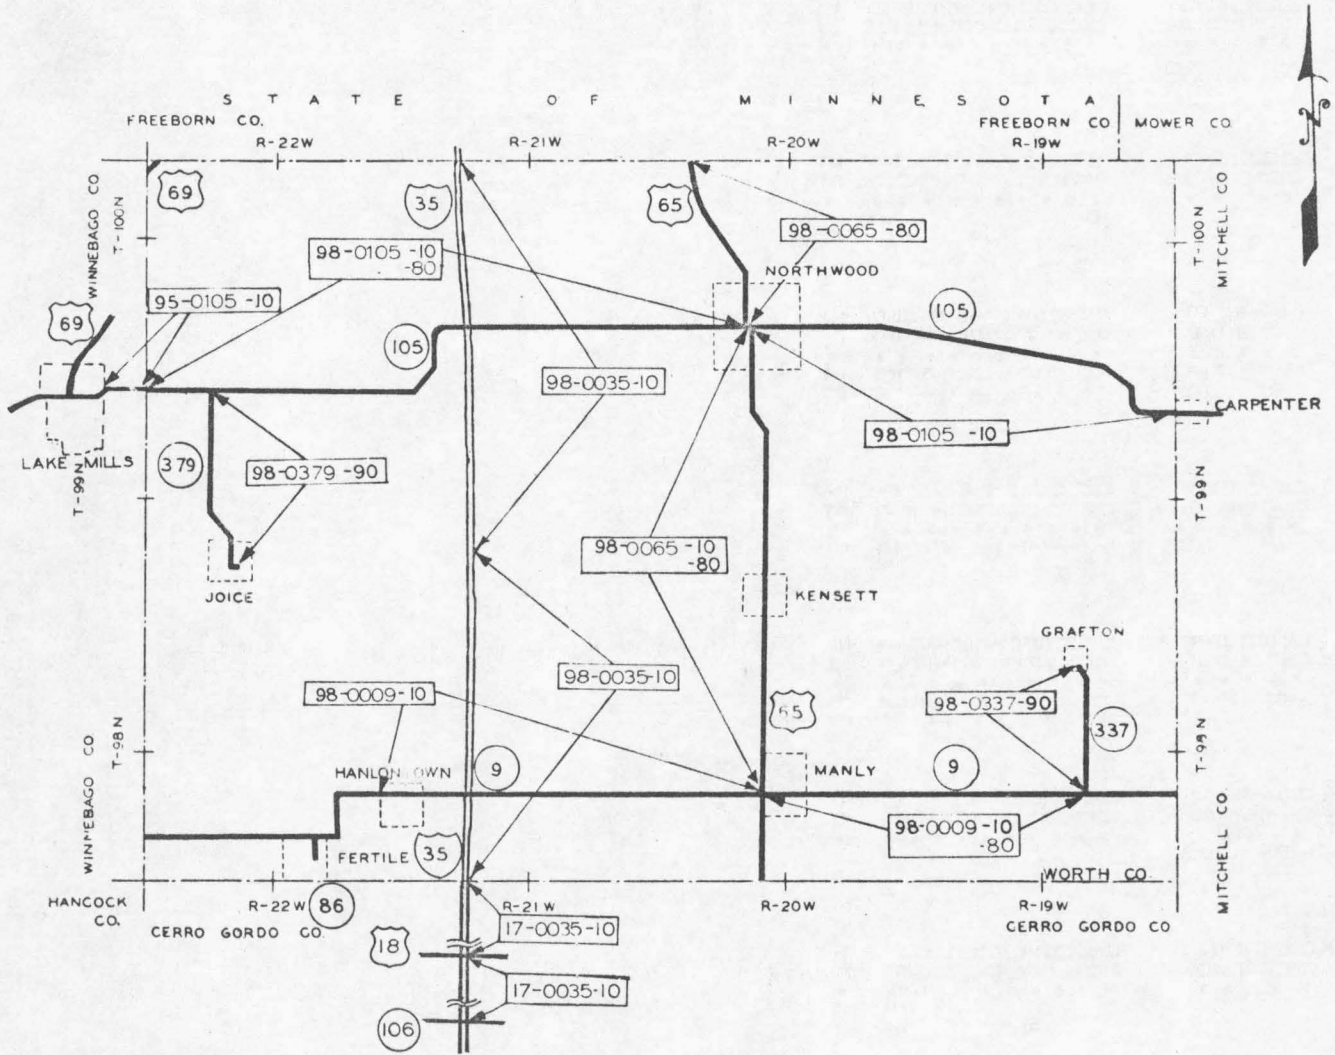 STATE OF MINNESOTA
FREEBORN CO.
FREEBORN CO
MOWER CO
N
R-22W
R-21W
R-20W
R-19W
WINNEBAGO CO.
T-100N
69
35
65
T-100N
MITCHELL CO
98-0105 -10
-80
98-0065 -80
NORTHWOOD
95-0105 -10
69
105
105
98-0035-10
CARPENTER
98-0105 -10
LAKE MILLS
T-99N
379
98-0379 -90
T-99N
98-0065 -10
-80
JOICE
KENSETT
GRAFTON
98-0009-10
98-0035-10
98-0337-90
65
337
T-98N
T-98N
WINNEBAGO CO
HANLONTOWN
9
MANLY
9
98-0009 -10
-80
FERTILE
35
WORTH CO.
MITCHELL CO.
HANCOCK
CO.
R-22W
86
R-21W
R-20W
R-19W
CERRO GORDO CO.
CERRO GORDO CO
17-0035-10
18
17-0035-10
106